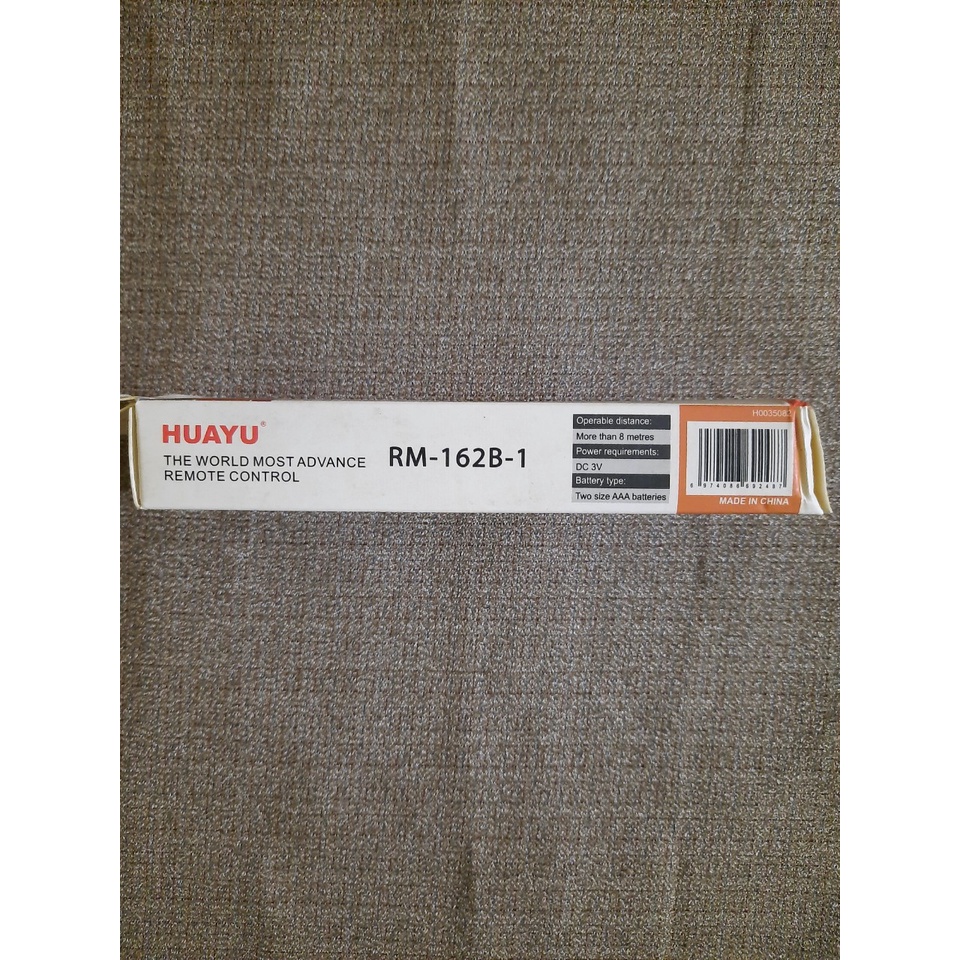 HUAYU®
THE WORLD MOST ADVANCE
REMOTE CONTROL
RM-162B-1
Operable distance:
More than 8 metres
Power requirements:
DC 3V
Battery type:
Two size AAA batteries
H0035082
MADE IN CHINA